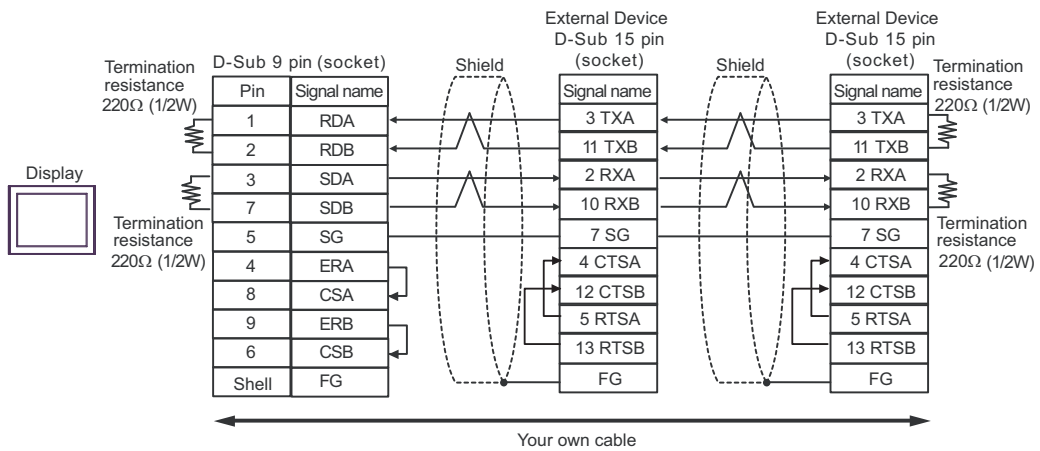 External Device
D-Sub 15 pin
(socket)
External Device
D-Sub 15 pin
(socket)
Termination
resistance
220Ω (1/2W)
D-Sub 9 pin (socket)
Shield
Shield
Termination
resistance
220Ω (1/2W)
Pin Signal name
Signal name
Signal name
1 RDA
3 TXA
3 TXA
2 RDB
11 TXB
11 TXB
Display
3 SDA
2 RXA
2 RXA
7 SDB
10 RXB
10 RXB
Termination
resistance
220Ω (1/2W)
Termination
resistance
220Ω (1/2W)
5 SG
7 SG
7 SG
4 ERA
4 CTSA
4 CTSA
8 CSA
12 CTSB
12 CTSB
9 ERB
5 RTSA
5 RTSA
6 CSB
13 RTSB
13 RTSB
Shell FG
FG
FG
Your own cable